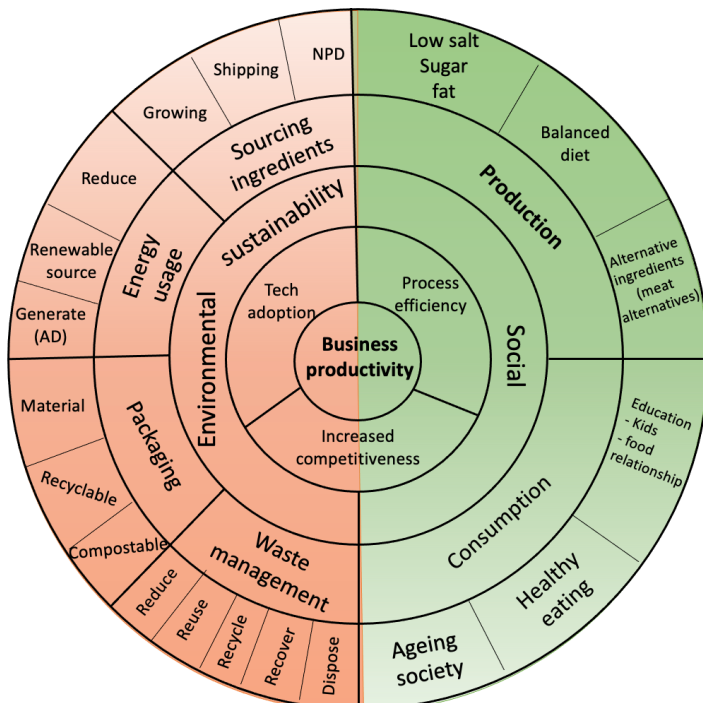 NPD
Shipping
Growing
Low salt
Sugar
fat
Balanced
diet
Sourcing
ingredients
Reduce
Production
sustainability
Energy
usage
Renewable
source
Alternative
ingredients
(meat
alternatives)
Tech
adoption
Process
efficiency
Generate
(AD)
Business
productivity
Environmental
Social
Material
Packaging
Increased
competitiveness
Education
- Kids
- food
relationship
Recyclable
Consumption
Compostable
Waste
management
Healthy
eating
Reduce
Reuse
Recycle
Recover
Dispose
Ageing
society